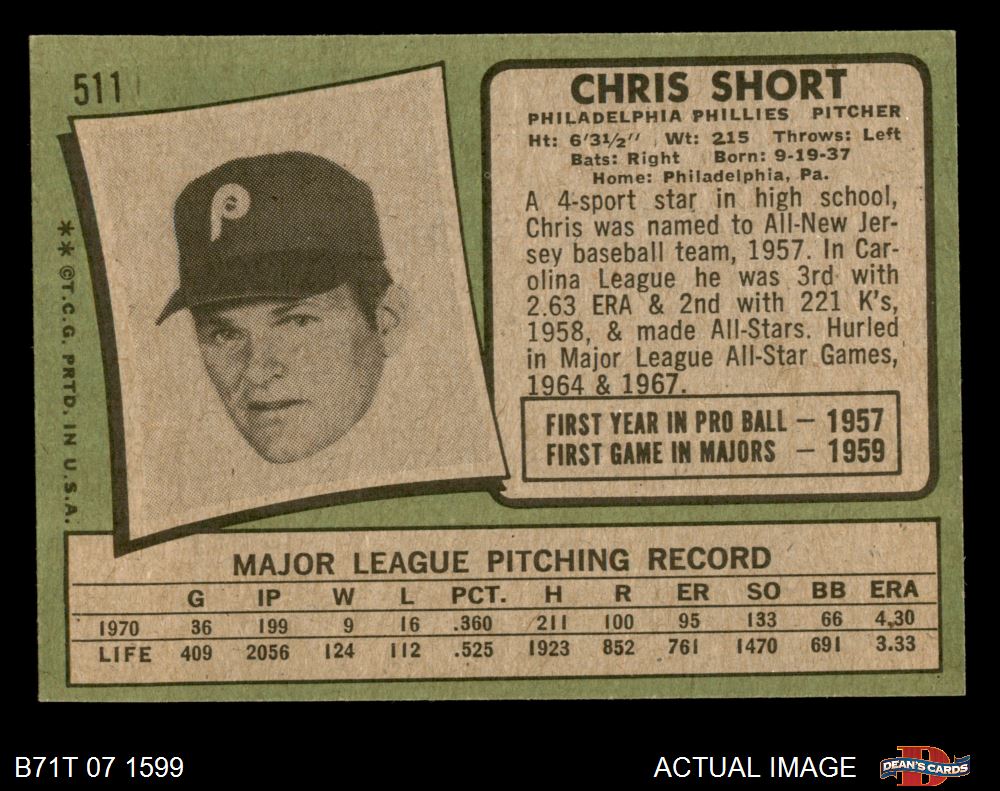 511
CHRIS SHORT
PHILADELPHIA PHILLIES PITCHER
Ht: 6'3½" Wt: 215 Throws: Left
Bats: Right Born: 9-19-37
Home: Philadelphia, Pa.
A 4-sport star in high school,
Chris was named to All-New Jer-
sey baseball team, 1957. In Car-
olina League he was 3rd with
2.63 ERA & 2nd with 221 K's,
1958, & made All-Stars. Hurled
in Major League All-Star Games,
1964 & 1967.
FIRST YEAR IN PRO BALL — 1957
FIRST GAME IN MAJORS — 1959
P
** ©T.C.G. PRTD. IN U.S.A.
MAJOR LEAGUE PITCHING RECORD
G IP W L PCT. H R ER SO BB ERA
1970 36 199 9 16 .360 211 100 95 133 66 4.30
LIFE 409 2056 124 112 .525 1923 852 761 1470 691 3.33
B71T 07 1599
ACTUAL IMAGE
D
DEAN'S CARDS